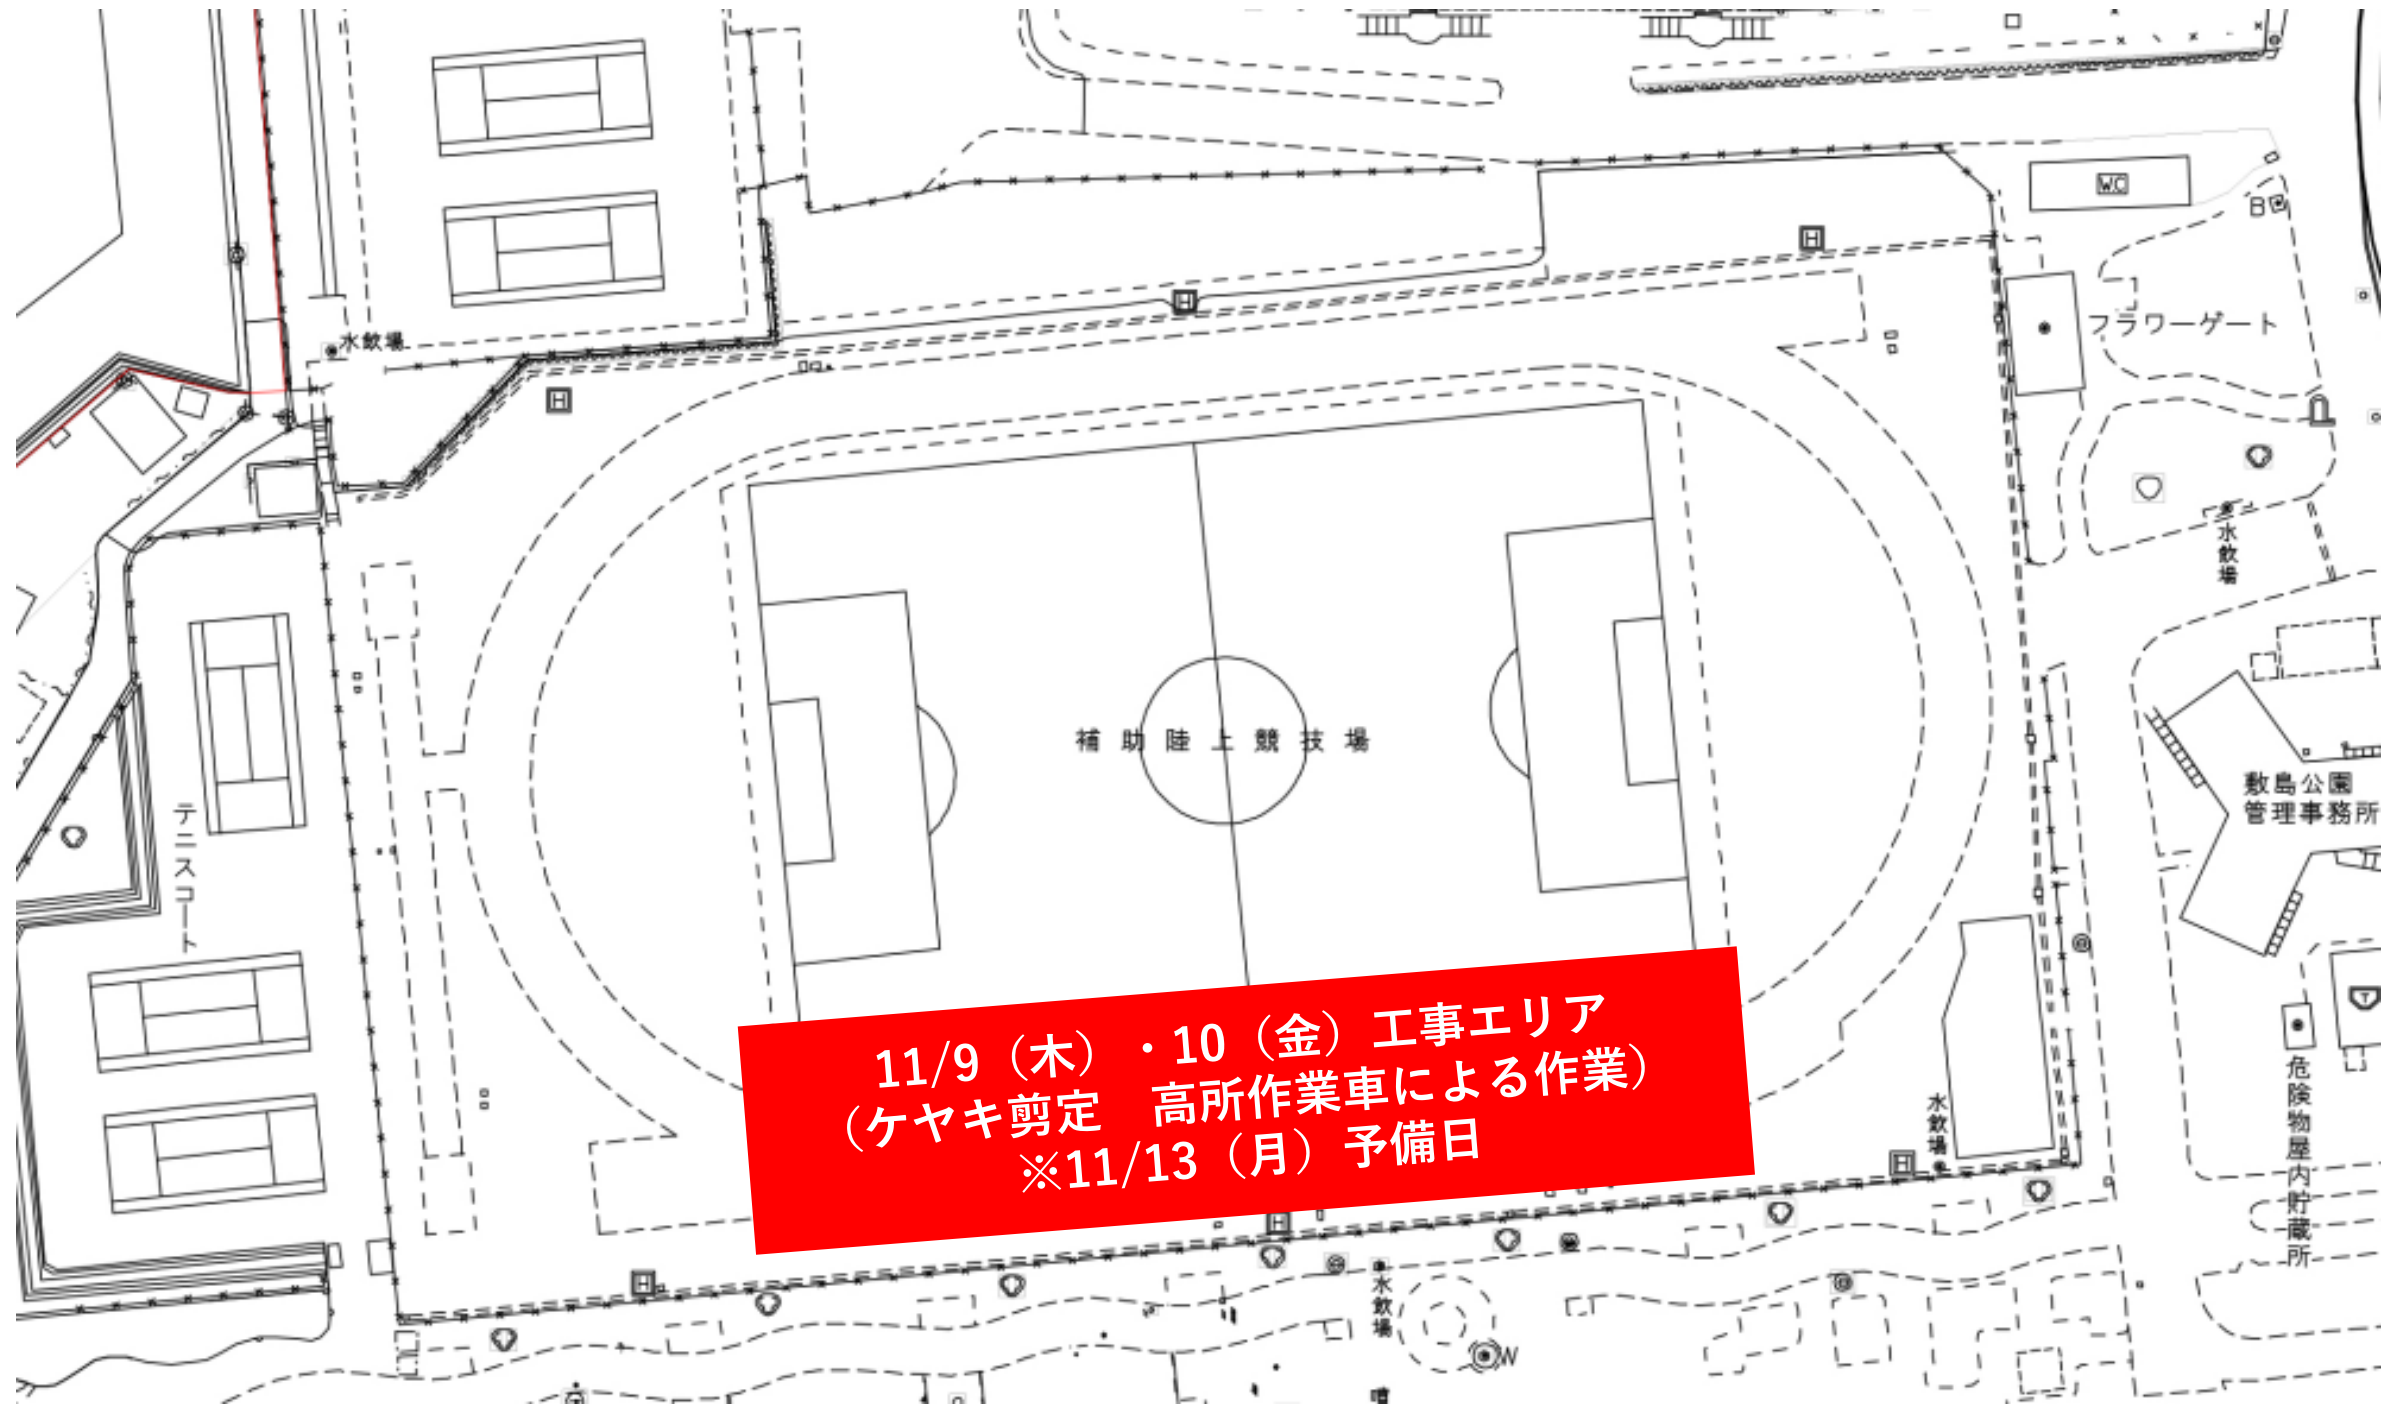 WC
B
フラワーゲート
水飲場
H
H
H
水飲場
補助陸上競技場
敷島公園
管理事務所
テニスコート
11/9（木）・10（金）工事エリア
（ケヤキ剪定　高所作業車による作業）
※11/13（月）予備日
T
危険物屋内貯蔵所
水飲場
H
H
H
水飲場
W